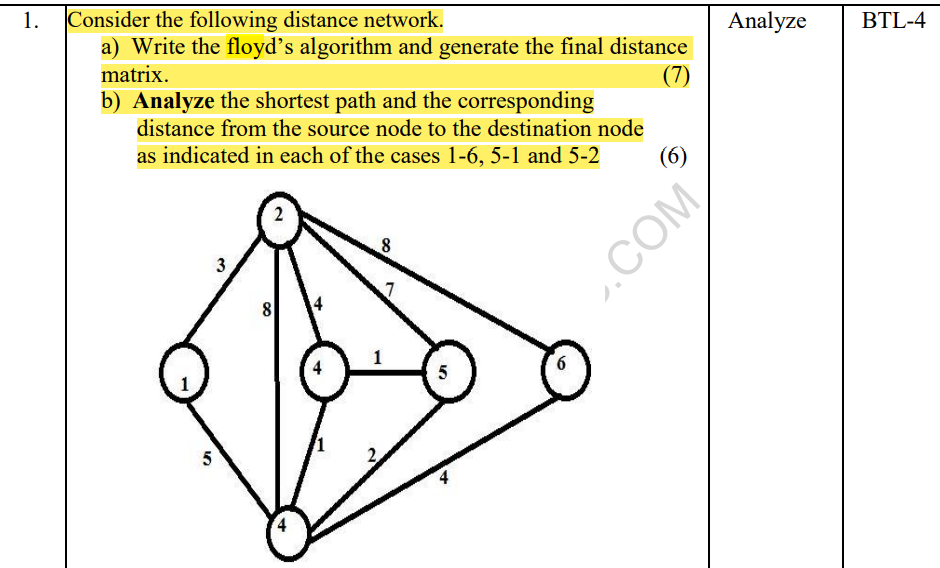 1. Consider the following distance network. Analyze BTL-4
a) Write the floyd's algorithm and generate the final distance
matrix. (7)
b) Analyze the shortest path and the corresponding
distance from the source node to the destination node
as indicated in each of the cases 1-6, 5-1 and 5-2 (6)
.COM
2
8
3
7
8
4
1
6
4
5
1
1
5
2
4
4